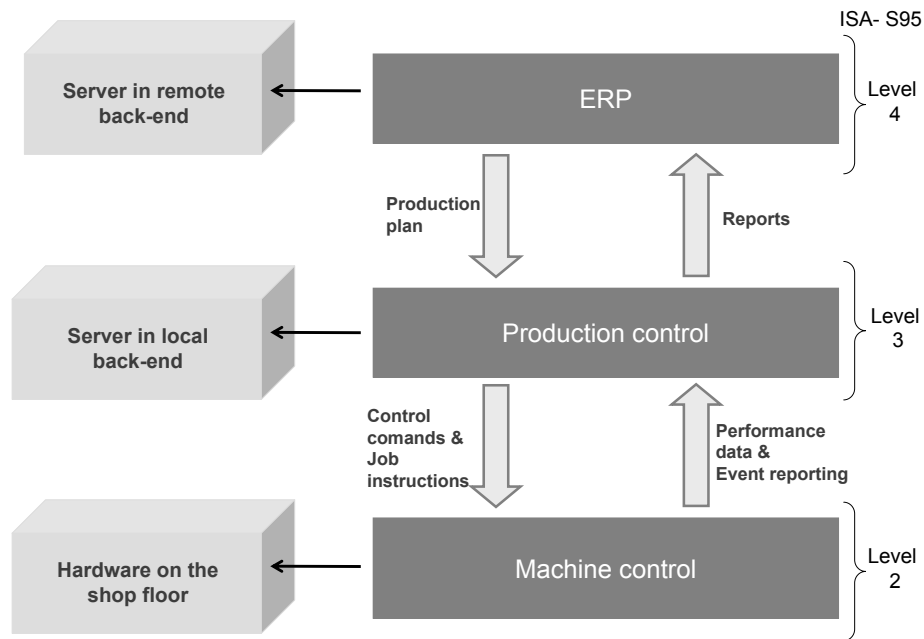 ISA- S95
Server in remote
back-end
ERP
Level
4
Production
plan
Reports
Server in local
back-end
Production control
Level
3
Control
comands &
Job
instructions
Performance
data &
Event reporting
Hardware on the
shop floor
Machine control
Level
2